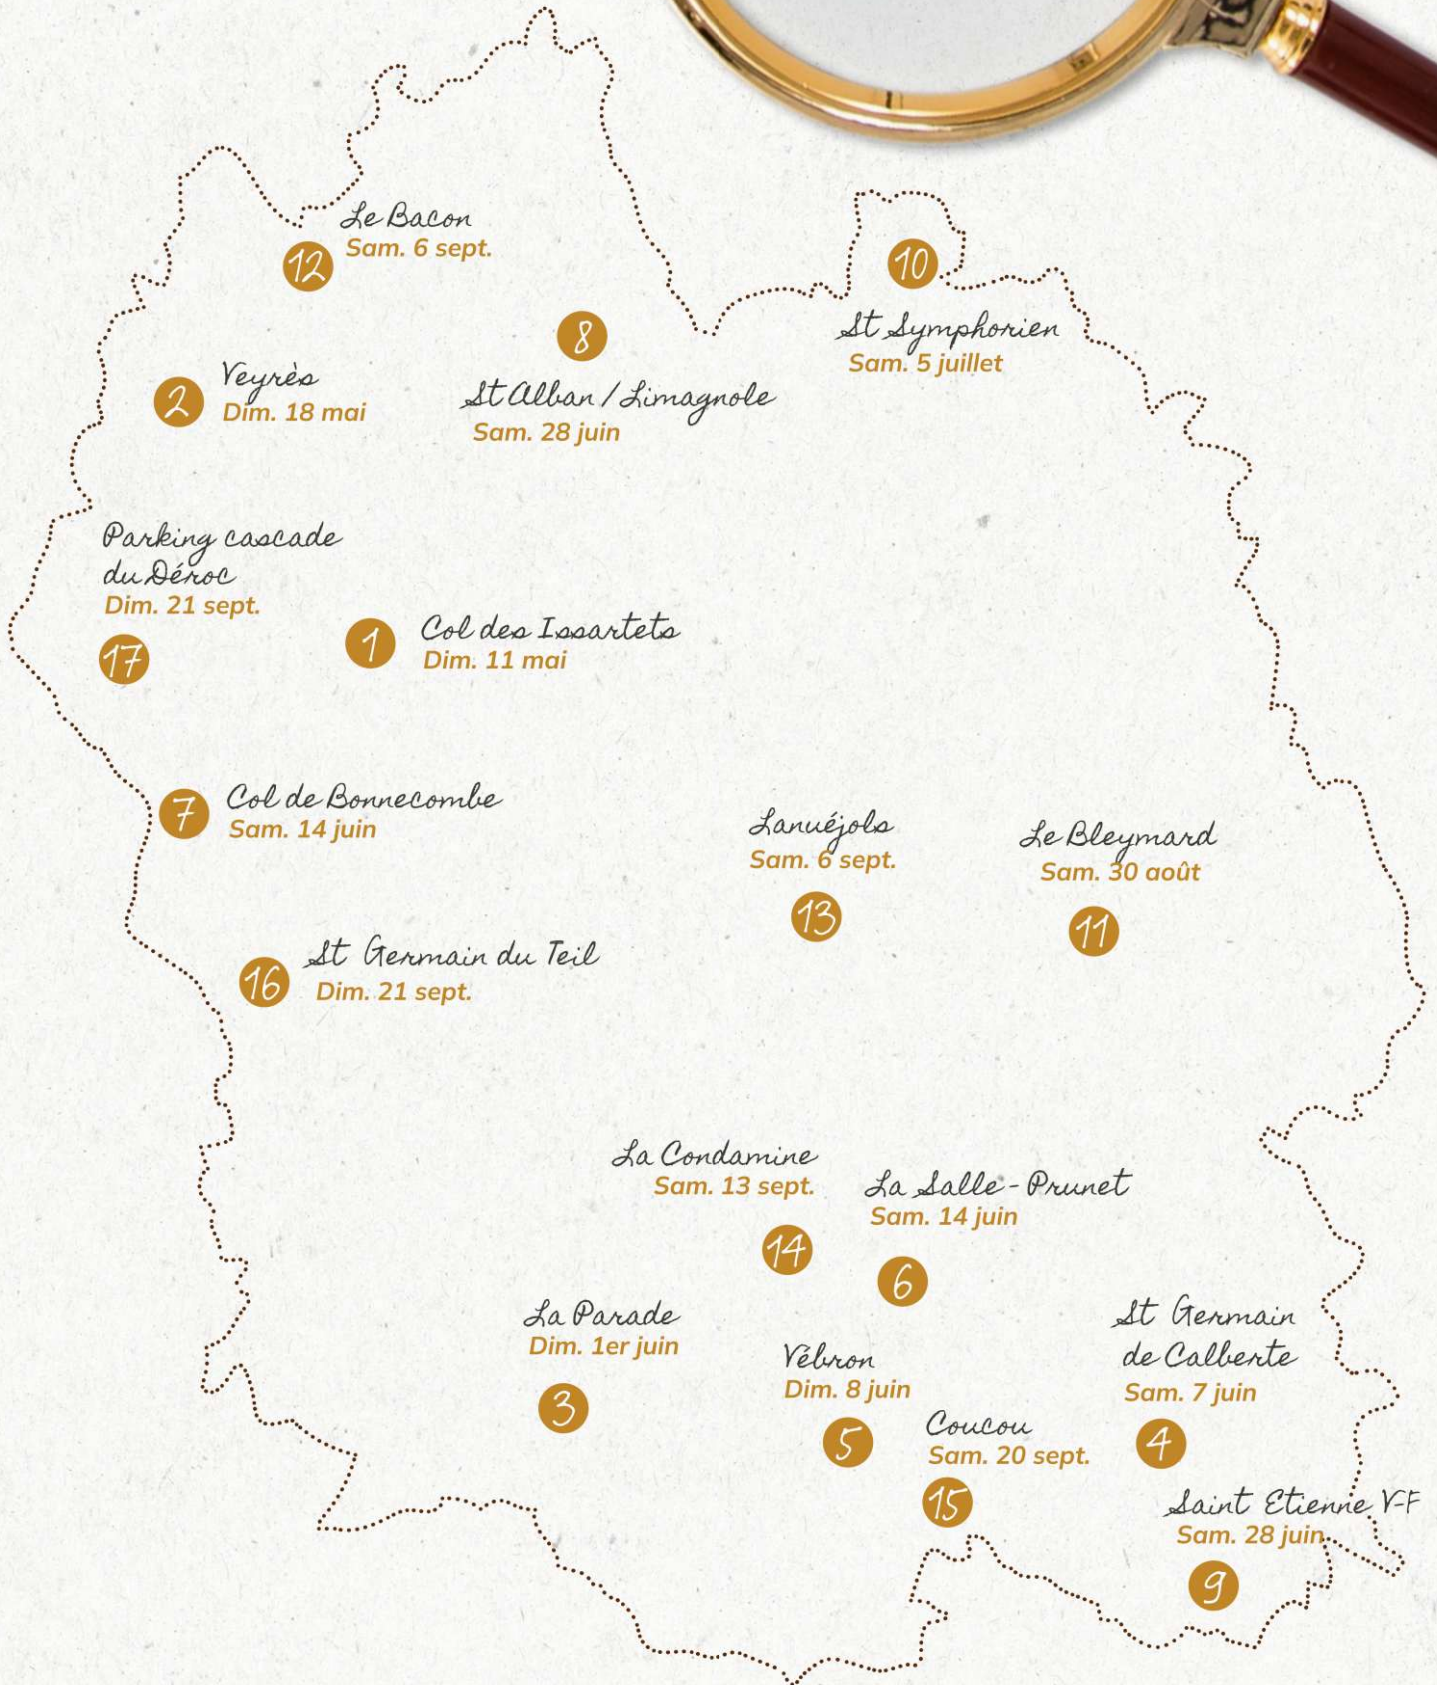 Le Bacon
Sam. 6 sept.
12
10
St Symphorien
Sam. 5 juillet
8
St Alban / Limagnole
Sam. 28 juin
Veyrès
Dim. 18 mai
2
Parking cascade
du Déroc
Dim. 21 sept.
17
1
Col des Issartets
Dim. 11 mai
7
Col de Bonnecombe
Sam. 14 juin
Lanuéjols
Sam. 6 sept.
13
Le Bleymard
Sam. 30 août
11
16
St Germain du Teil
Dim. 21 sept.
La Condamine
Sam. 13 sept.
14
La Salle - Prunet
Sam. 14 juin
6
La Parade
Dim. 1er juin
3
Vébron
Dim. 8 juin
5
Coucou
Sam. 20 sept.
15
St Germain
de Calberte
Sam. 7 juin
4
Saint Etienne V-F
Sam. 28 juin
9